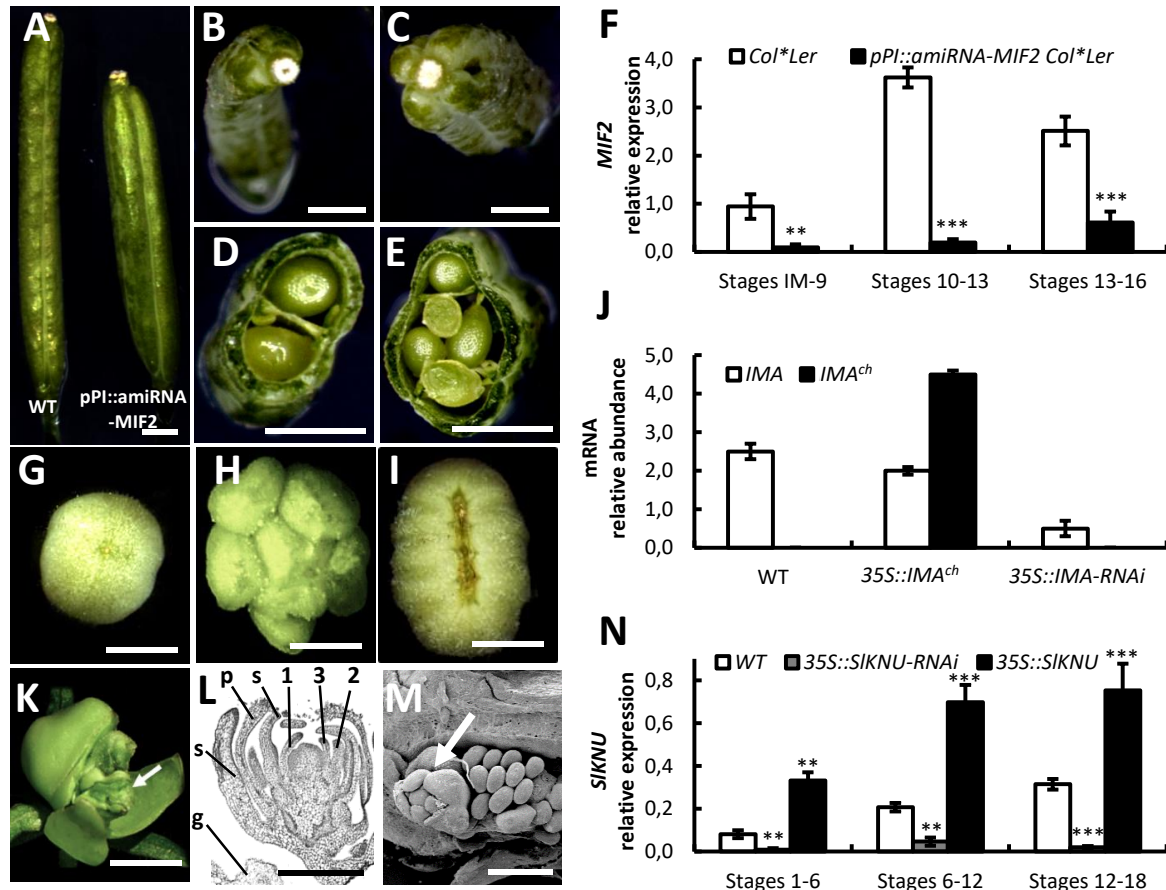 A
WT
pPI::amiRNA
-MIF2
B
C
D
E
F
Col*Ler pPI::amiRNA-MIF2 Col*Ler
MIF2
relative expression
4,0
3,0
2,0
1,0
0,0
** *** ***
Stages IM-9 Stages 10-13 Stages 13-16
G
H
I
J
IMA IMAᶜʰ
mRNA
relative abundance
5,0
4,0
3,0
2,0
1,0
0,0
WT 35S::IMAᶜʰ 35S::IMA-RNAi
K
L
p s 1 3 2
s
g
M
N
WT 35S::SlKNU-RNAi 35S::SlKNU
SlKNU
relative expression
0,8
0,6
0,4
0,2
0,0
** ** ** *** *** ***
Stages 1-6 Stages 6-12 Stages 12-18